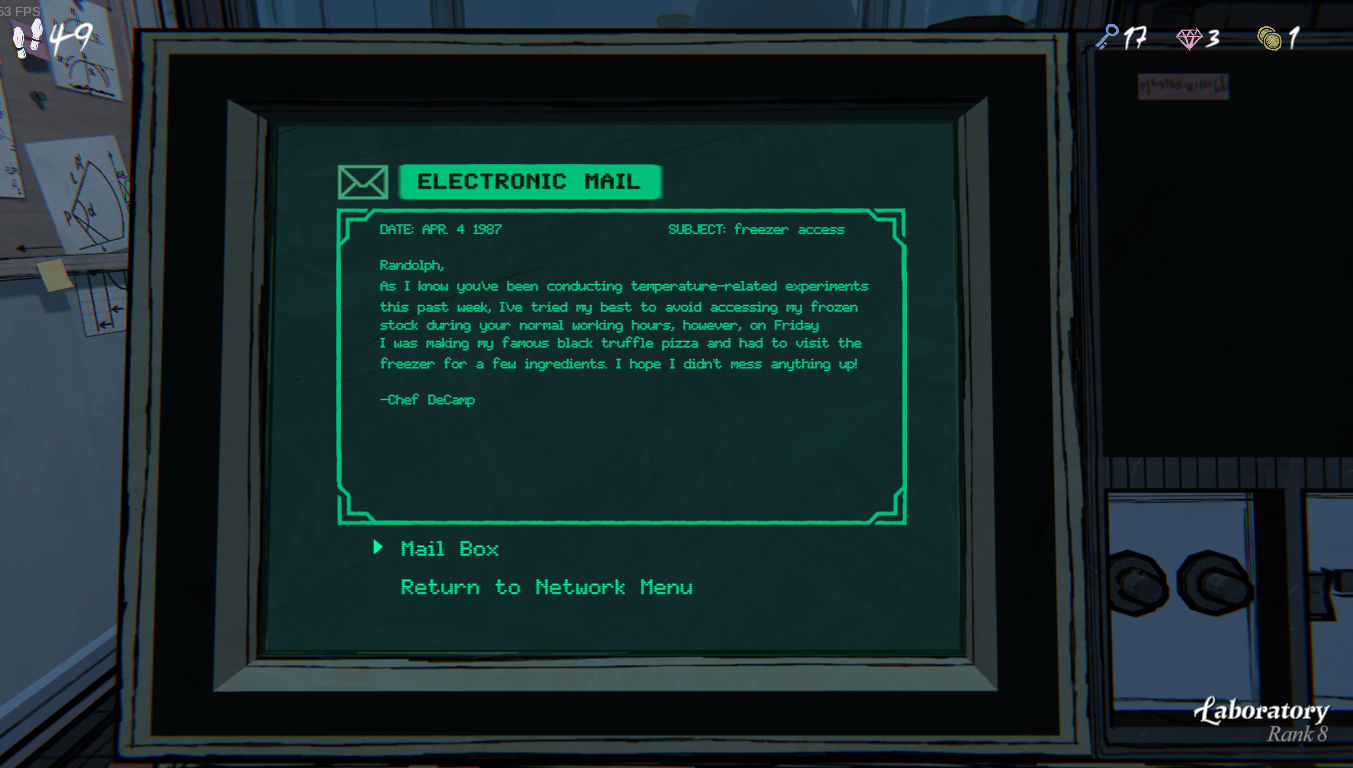 53 FPS
49
17
3
1
ELECTRONIC MAIL
DATE: APR. 4 1987
SUBJECT: freezer access
Randolph,
As I know you've been conducting temperature-related experiments
this past week, I've tried my best to avoid accessing my frozen
stock during your normal working hours, however, on Friday
I was making my famous black truffle pizza and had to visit the
freezer for a few ingredients. I hope I didn't mess anything up!
-Chef DeCamp
Mail Box
Return to Network Menu
Laboratory
Rank 8